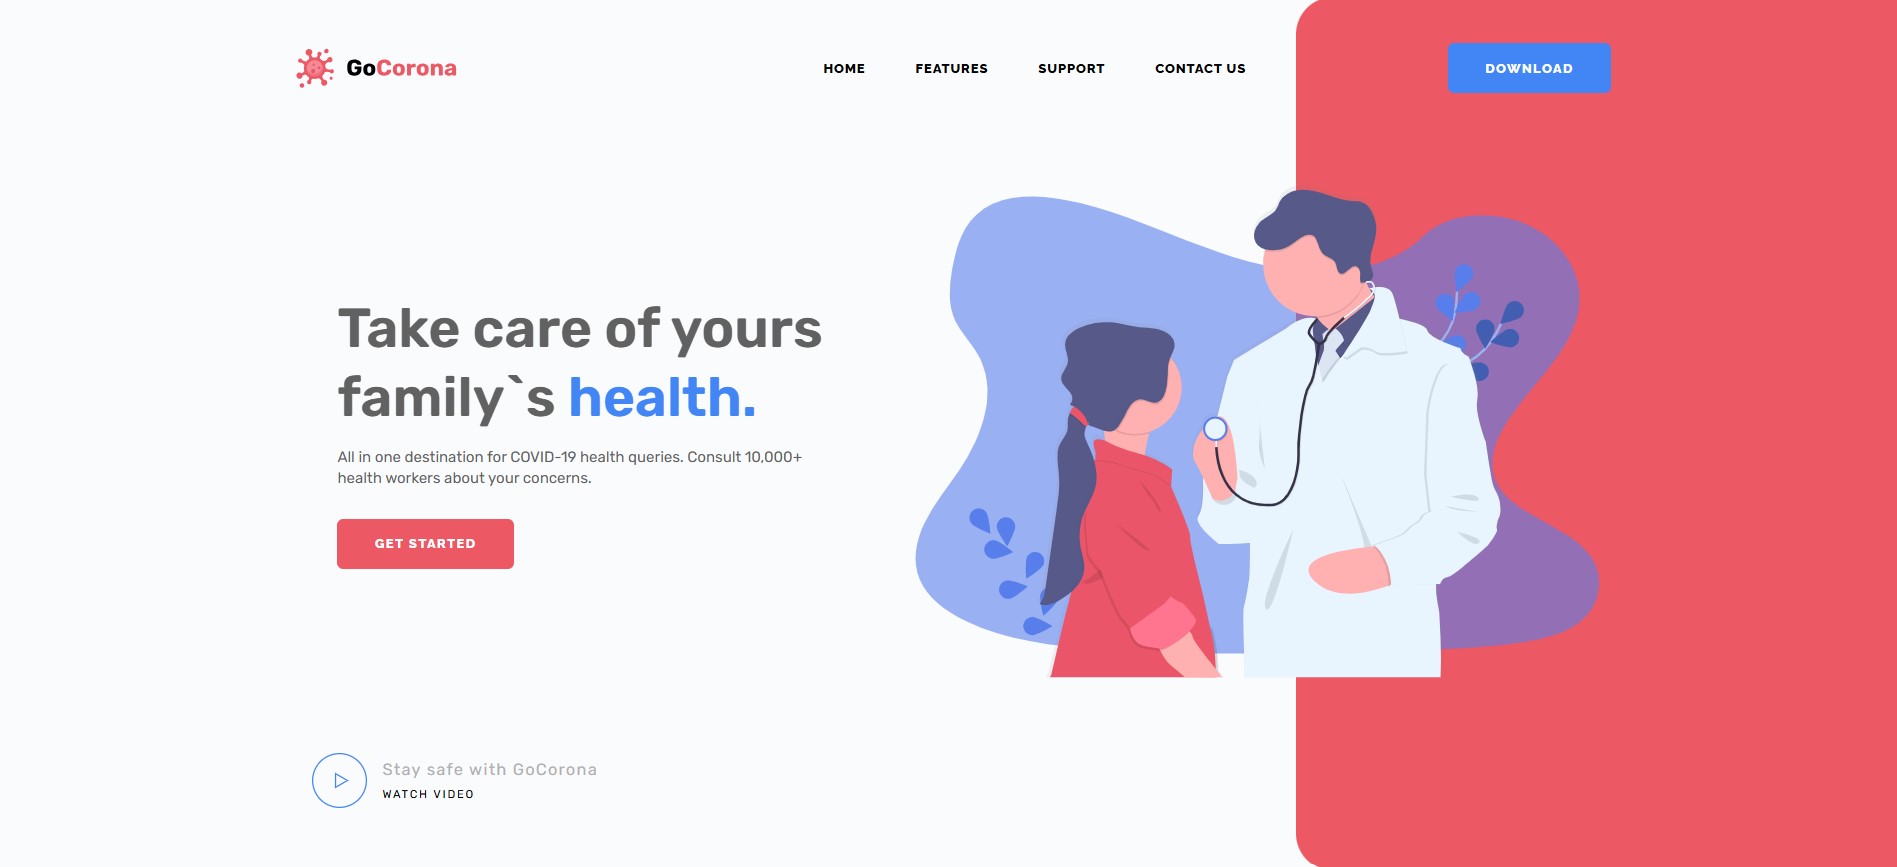 GoCorona
HOME FEATURES SUPPORT CONTACT US DOWNLOAD
Take care of yours
family`s health.
All in one destination for COVID-19 health queries. Consult 10,000+
health workers about your concerns.
GET STARTED
Stay safe with GoCorona
WATCH VIDEO